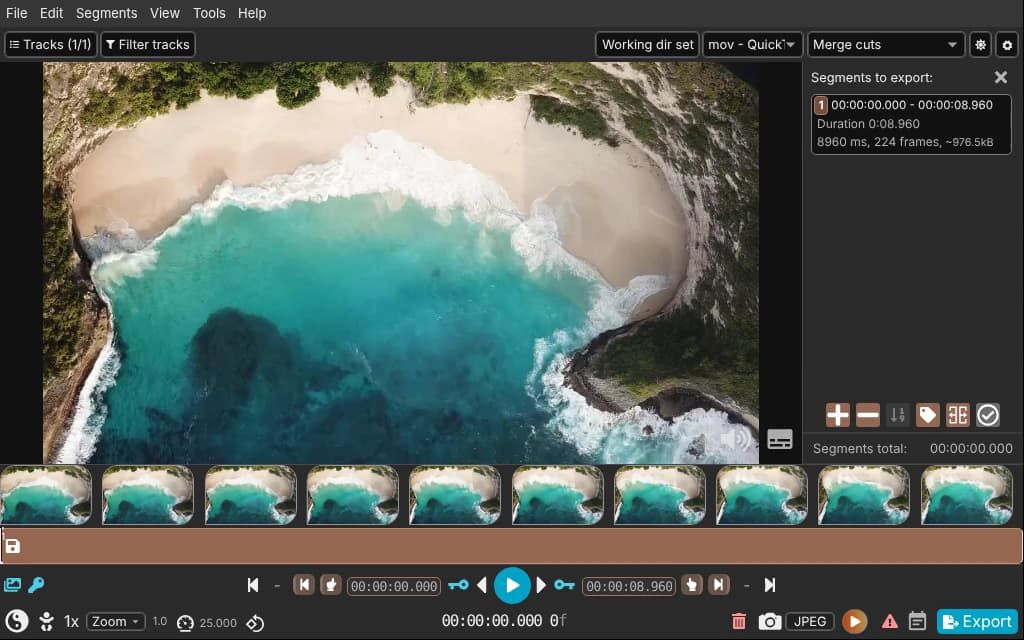 File Edit Segments View Tools Help
Tracks (1/1) Filter tracks Working dir set mov - Quick Merge cuts
Segments to export:
1 00:00:00.000 - 00:00:08.960
Duration 0:08.960
8960 ms, 224 frames, ~976.5kB
Segments total: 00:00:00.000
- 00:00:00.000 00:00:08.960 -
1x Zoom 1.0 25.000 00:00:00.000 0f JPEG Export